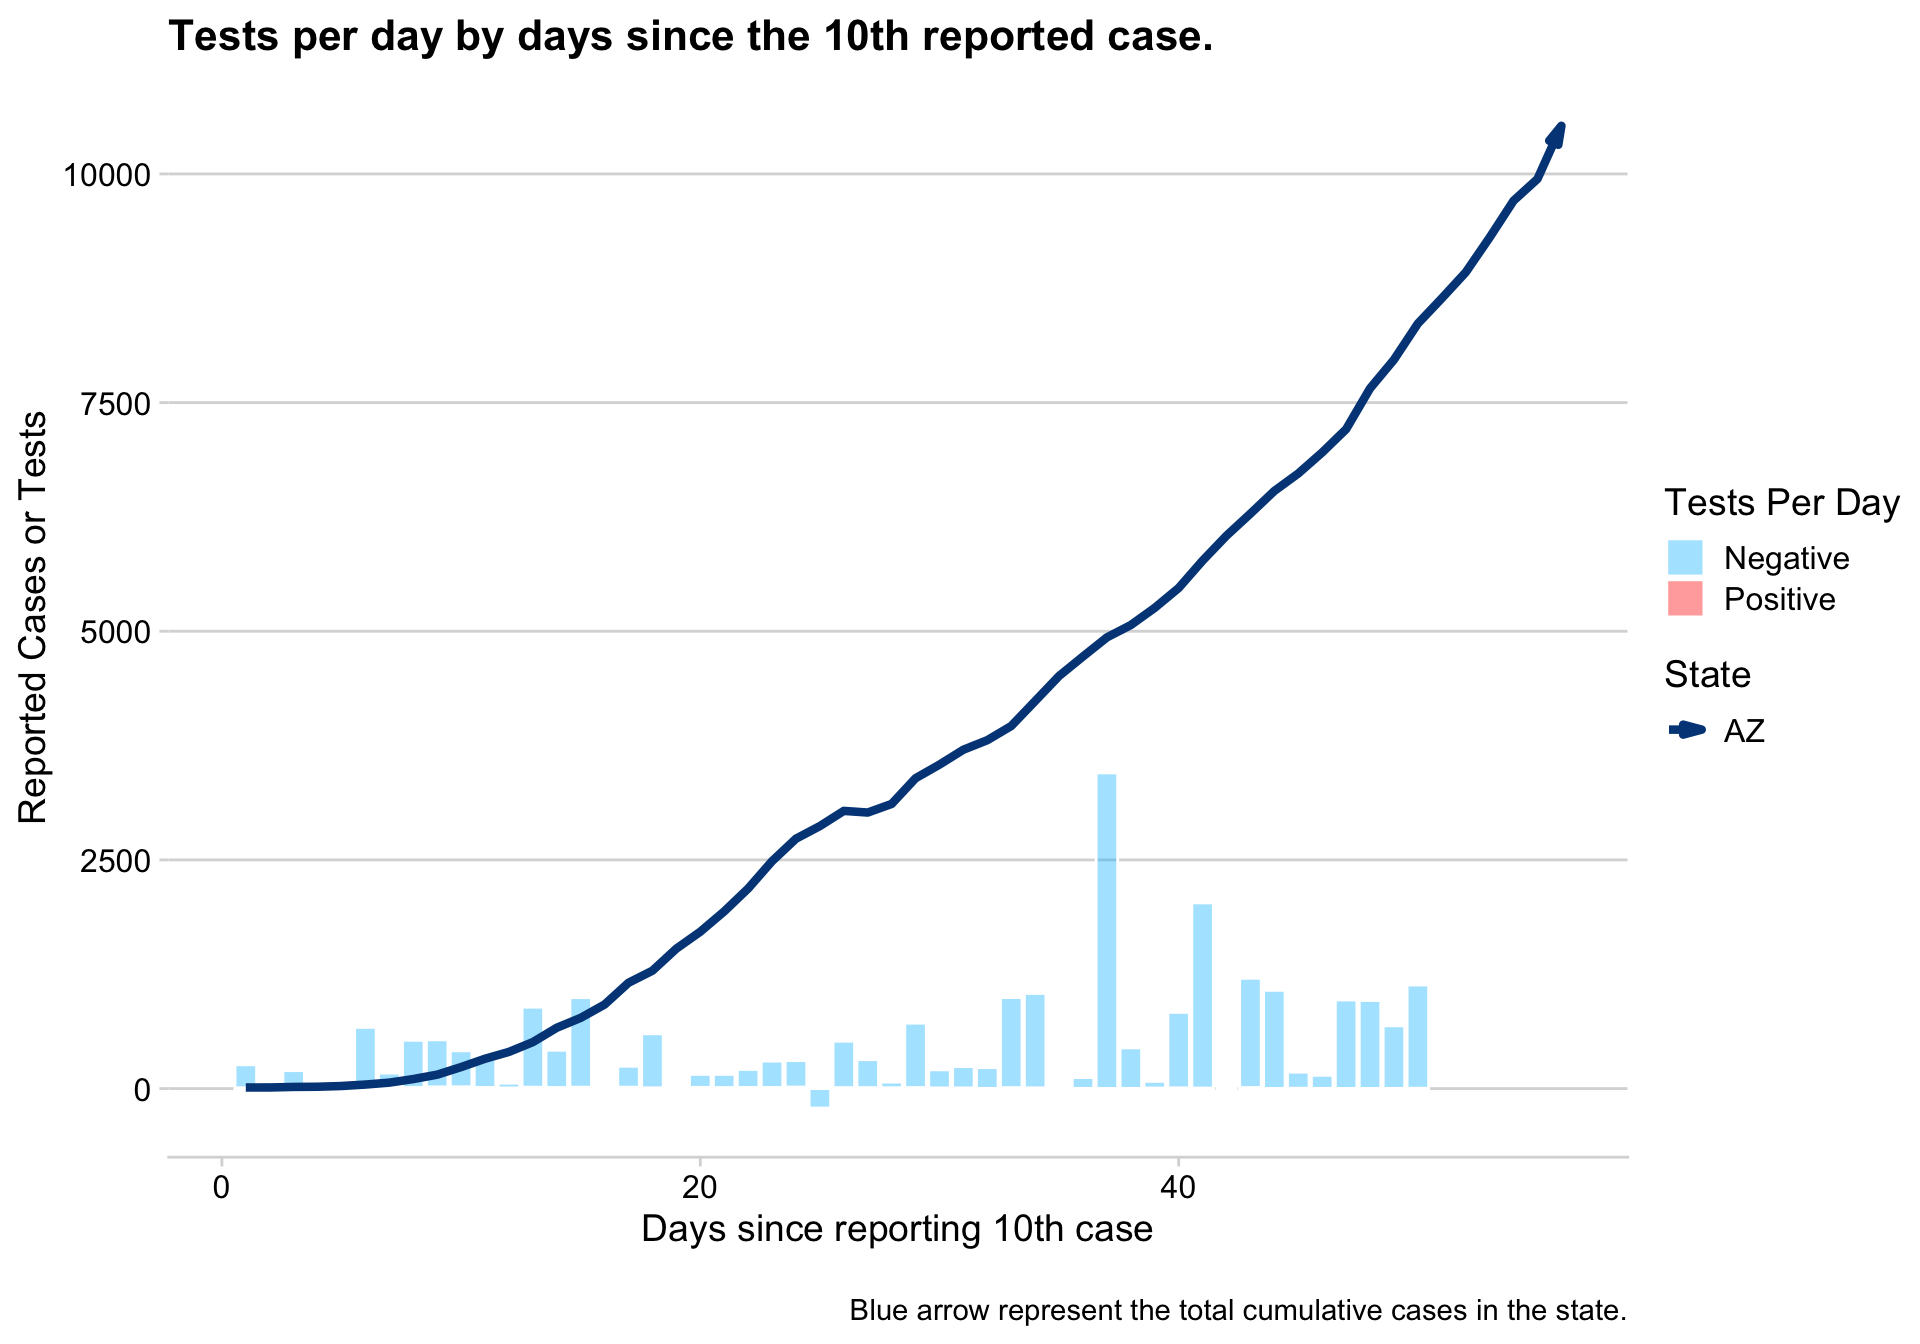 Tests per day by days since the 10th reported case.
10000
7500
5000
2500
0
Reported Cases or Tests
0 20 40
Days since reporting 10th case
Tests Per Day
Negative
Positive
State
AZ
Blue arrow represent the total cumulative cases in the state.